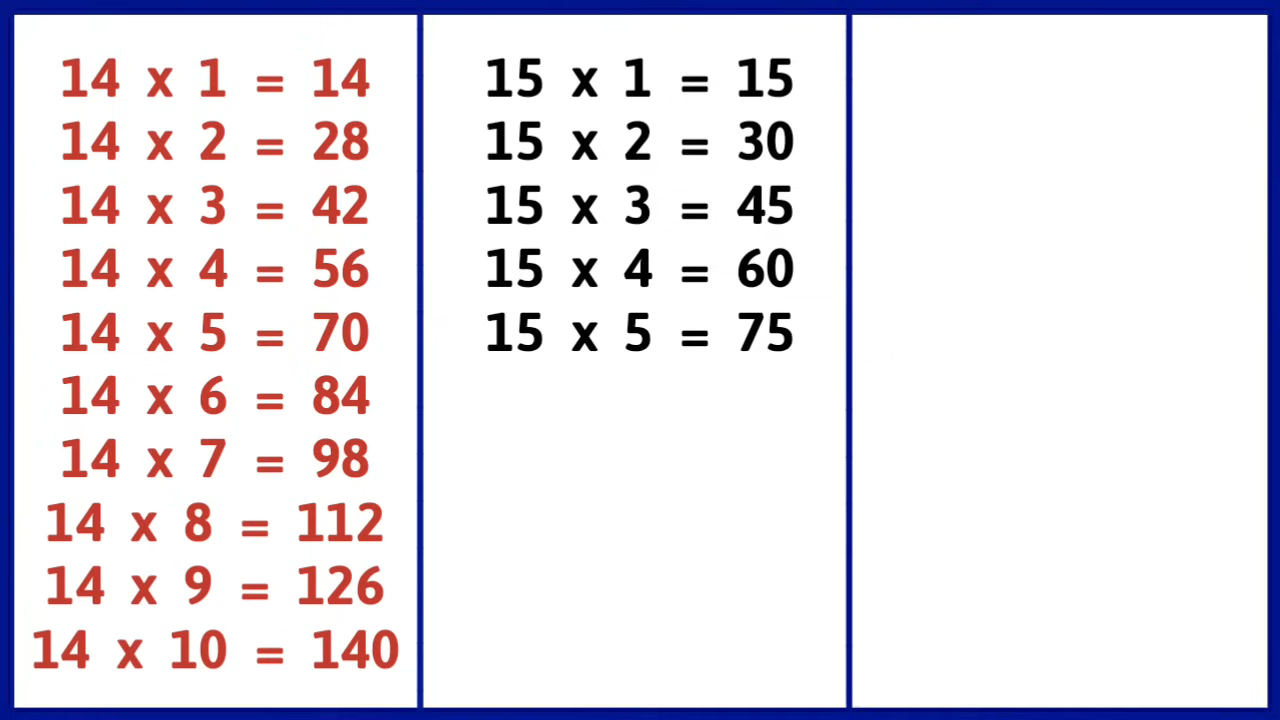 14 x 1 = 14
14 x 2 = 28
14 x 3 = 42
14 x 4 = 56
14 x 5 = 70
14 x 6 = 84
14 x 7 = 98
14 x 8 = 112
14 x 9 = 126
14 x 10 = 140
15 x 1 = 15
15 x 2 = 30
15 x 3 = 45
15 x 4 = 60
15 x 5 = 75